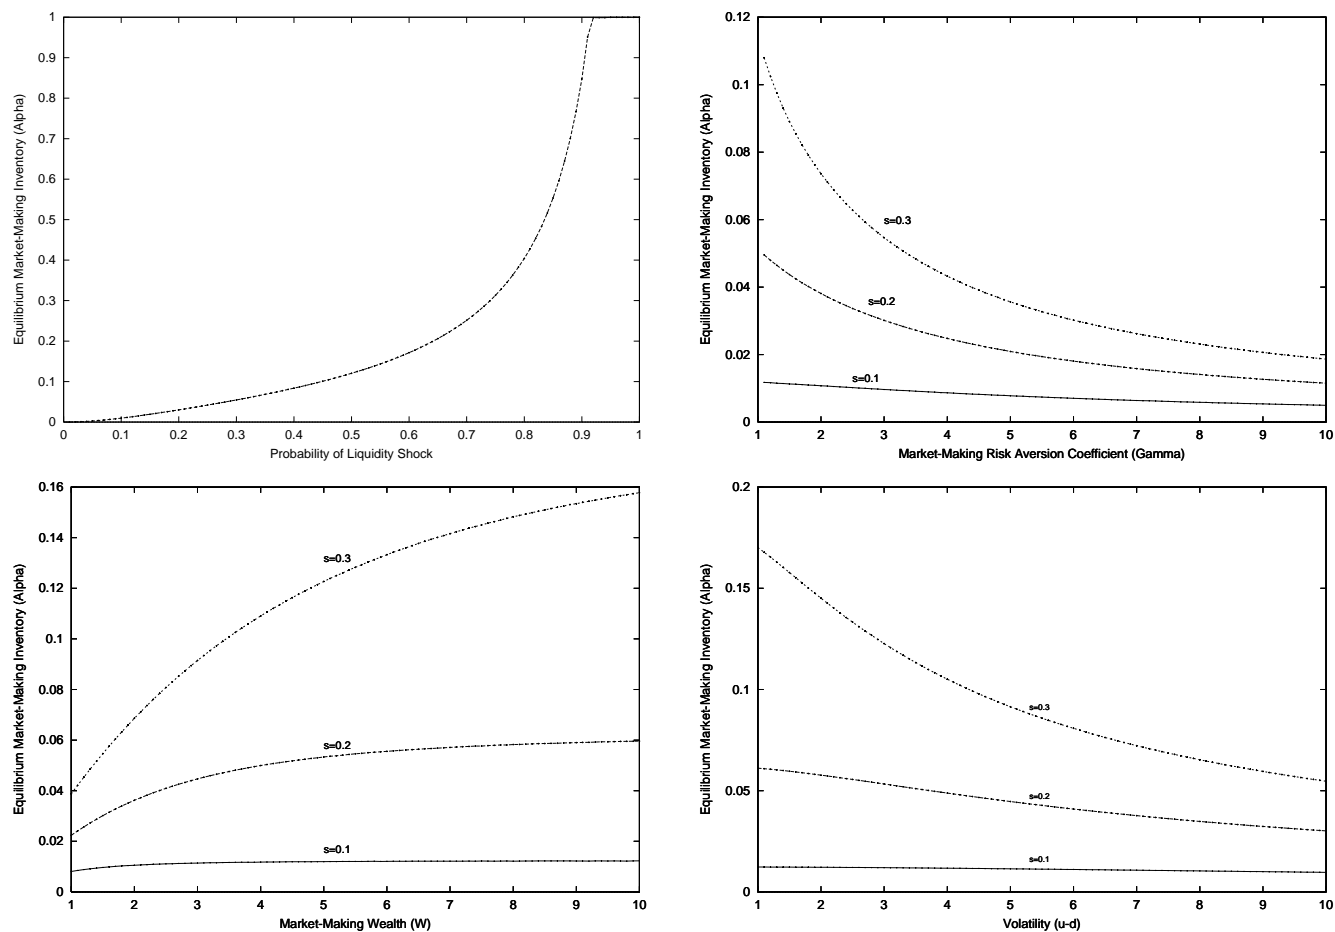 Equilibrium Market-Making Inventory (Alpha)
1
0.9
0.8
0.7
0.6
0.5
0.4
0.3
0.2
0.1
0
0 0.1 0.2 0.3 0.4 0.5 0.6 0.7 0.8 0.9 1
Probability of Liquidity Shock
Equilibrium Market-Making Inventory (Alpha)
0.12
0.1
0.08
0.06
0.04
0.02
0
s=0.3
s=0.2
s=0.1
1 2 3 4 5 6 7 8 9 10
Market-Making Risk Aversion Coefficient (Gamma)
Equilibrium Market-Making Inventory (Alpha)
0.16
0.14
0.12
0.1
0.08
0.06
0.04
0.02
0
s=0.3
s=0.2
s=0.1
1 2 3 4 5 6 7 8 9 10
Market-Making Wealth (W)
Equilibrium Market-Making Inventory (Alpha)
0.2
0.15
0.1
0.05
0
s=0.3
s=0.2
s=0.1
1 2 3 4 5 6 7 8 9 10
Volatility (u-d)